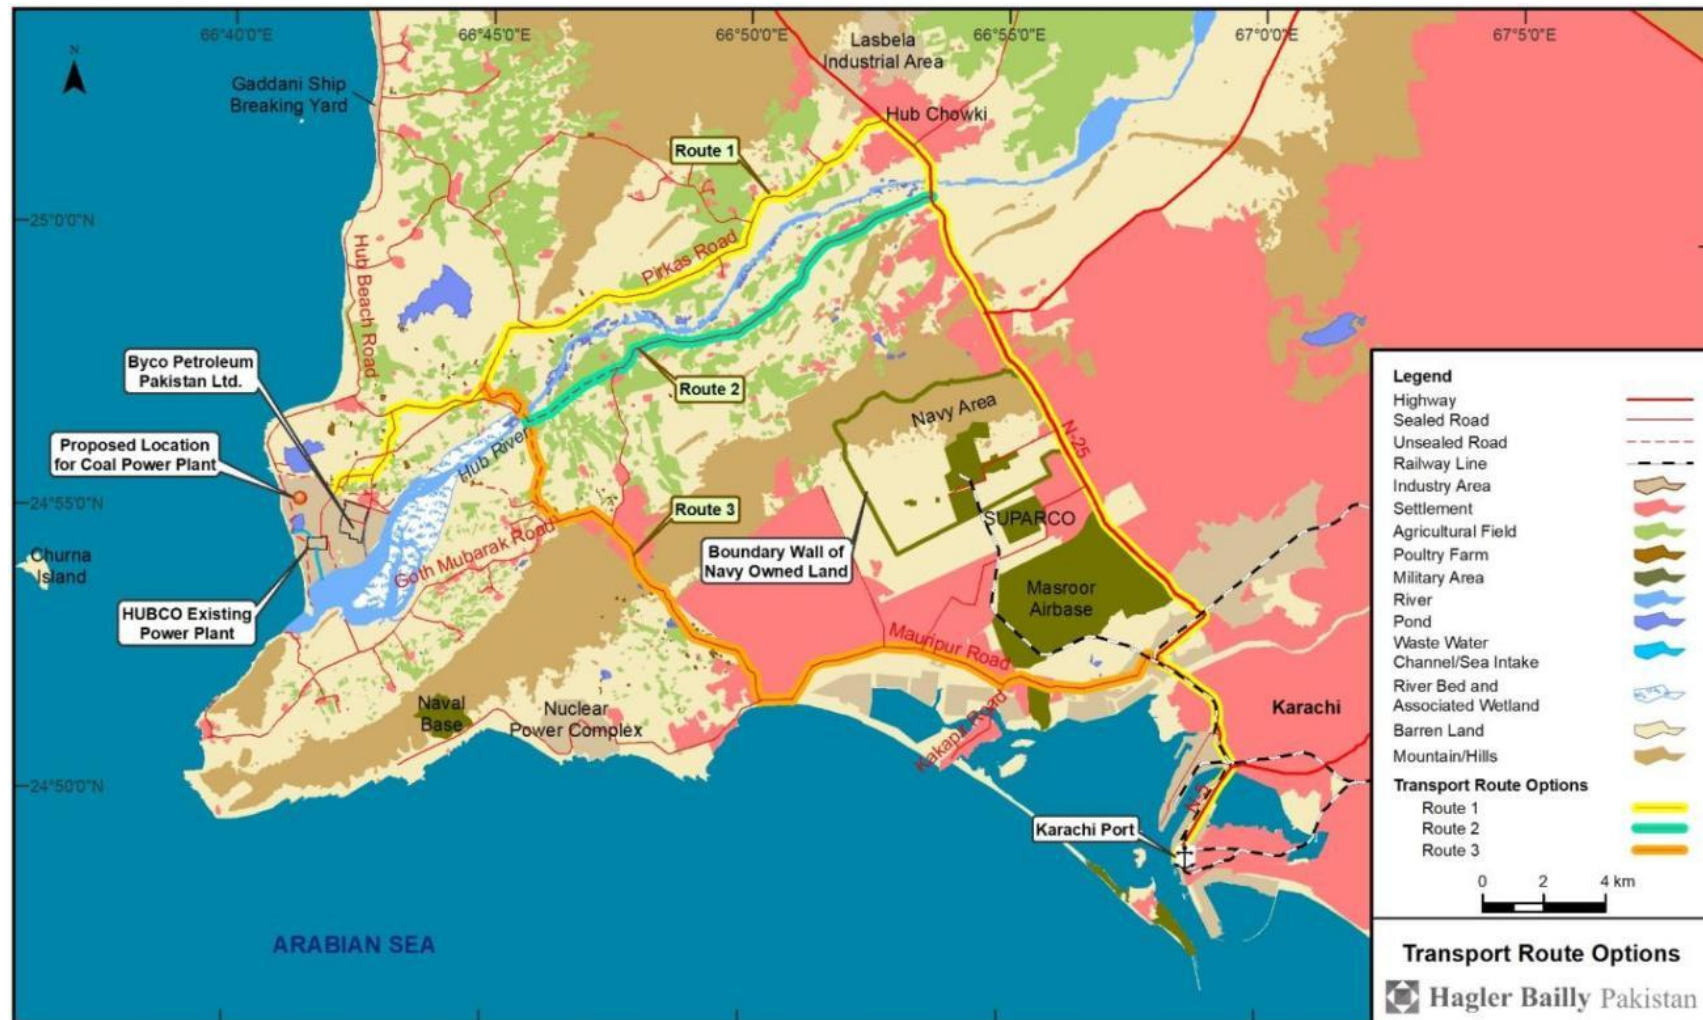 66°40'0"E
66°45'0"E
66°50'0"E
66°55'0"E
67°0'0"E
67°5'0"E
N
Gaddani Ship
Breaking Yard
Lasbela
Industrial Area
Hub Chowki
Route 1
25°0'0"N
Hub Beach Road
Pirkas Road
Byco Petroleum
Pakistan Ltd.
Route 2
Navy Area
N-25
Proposed Location
for Coal Power Plant
Hub River
24°55'0"N
Route 3
SUPARCO
Goth Mubarak Road
Boundary Wall of
Navy Owned Land
Churna
Island
Masroor
Airbase
HUBCO Existing
Power Plant
Mauripur Road
Naval
Base
Nuclear
Power Complex
Kakapir Road
Karachi
24°50'0"N
N-5
Karachi Port
ARABIAN SEA
Legend
Highway
Sealed Road
Unsealed Road
Railway Line
Industry Area
Settlement
Agricultural Field
Poultry Farm
Military Area
River
Pond
Waste Water
Channel/Sea Intake
River Bed and
Associated Wetland
Barren Land
Mountain/Hills
Transport Route Options
Route 1
Route 2
Route 3
0 2 4 km
Transport Route Options
Hagler Bailly Pakistan